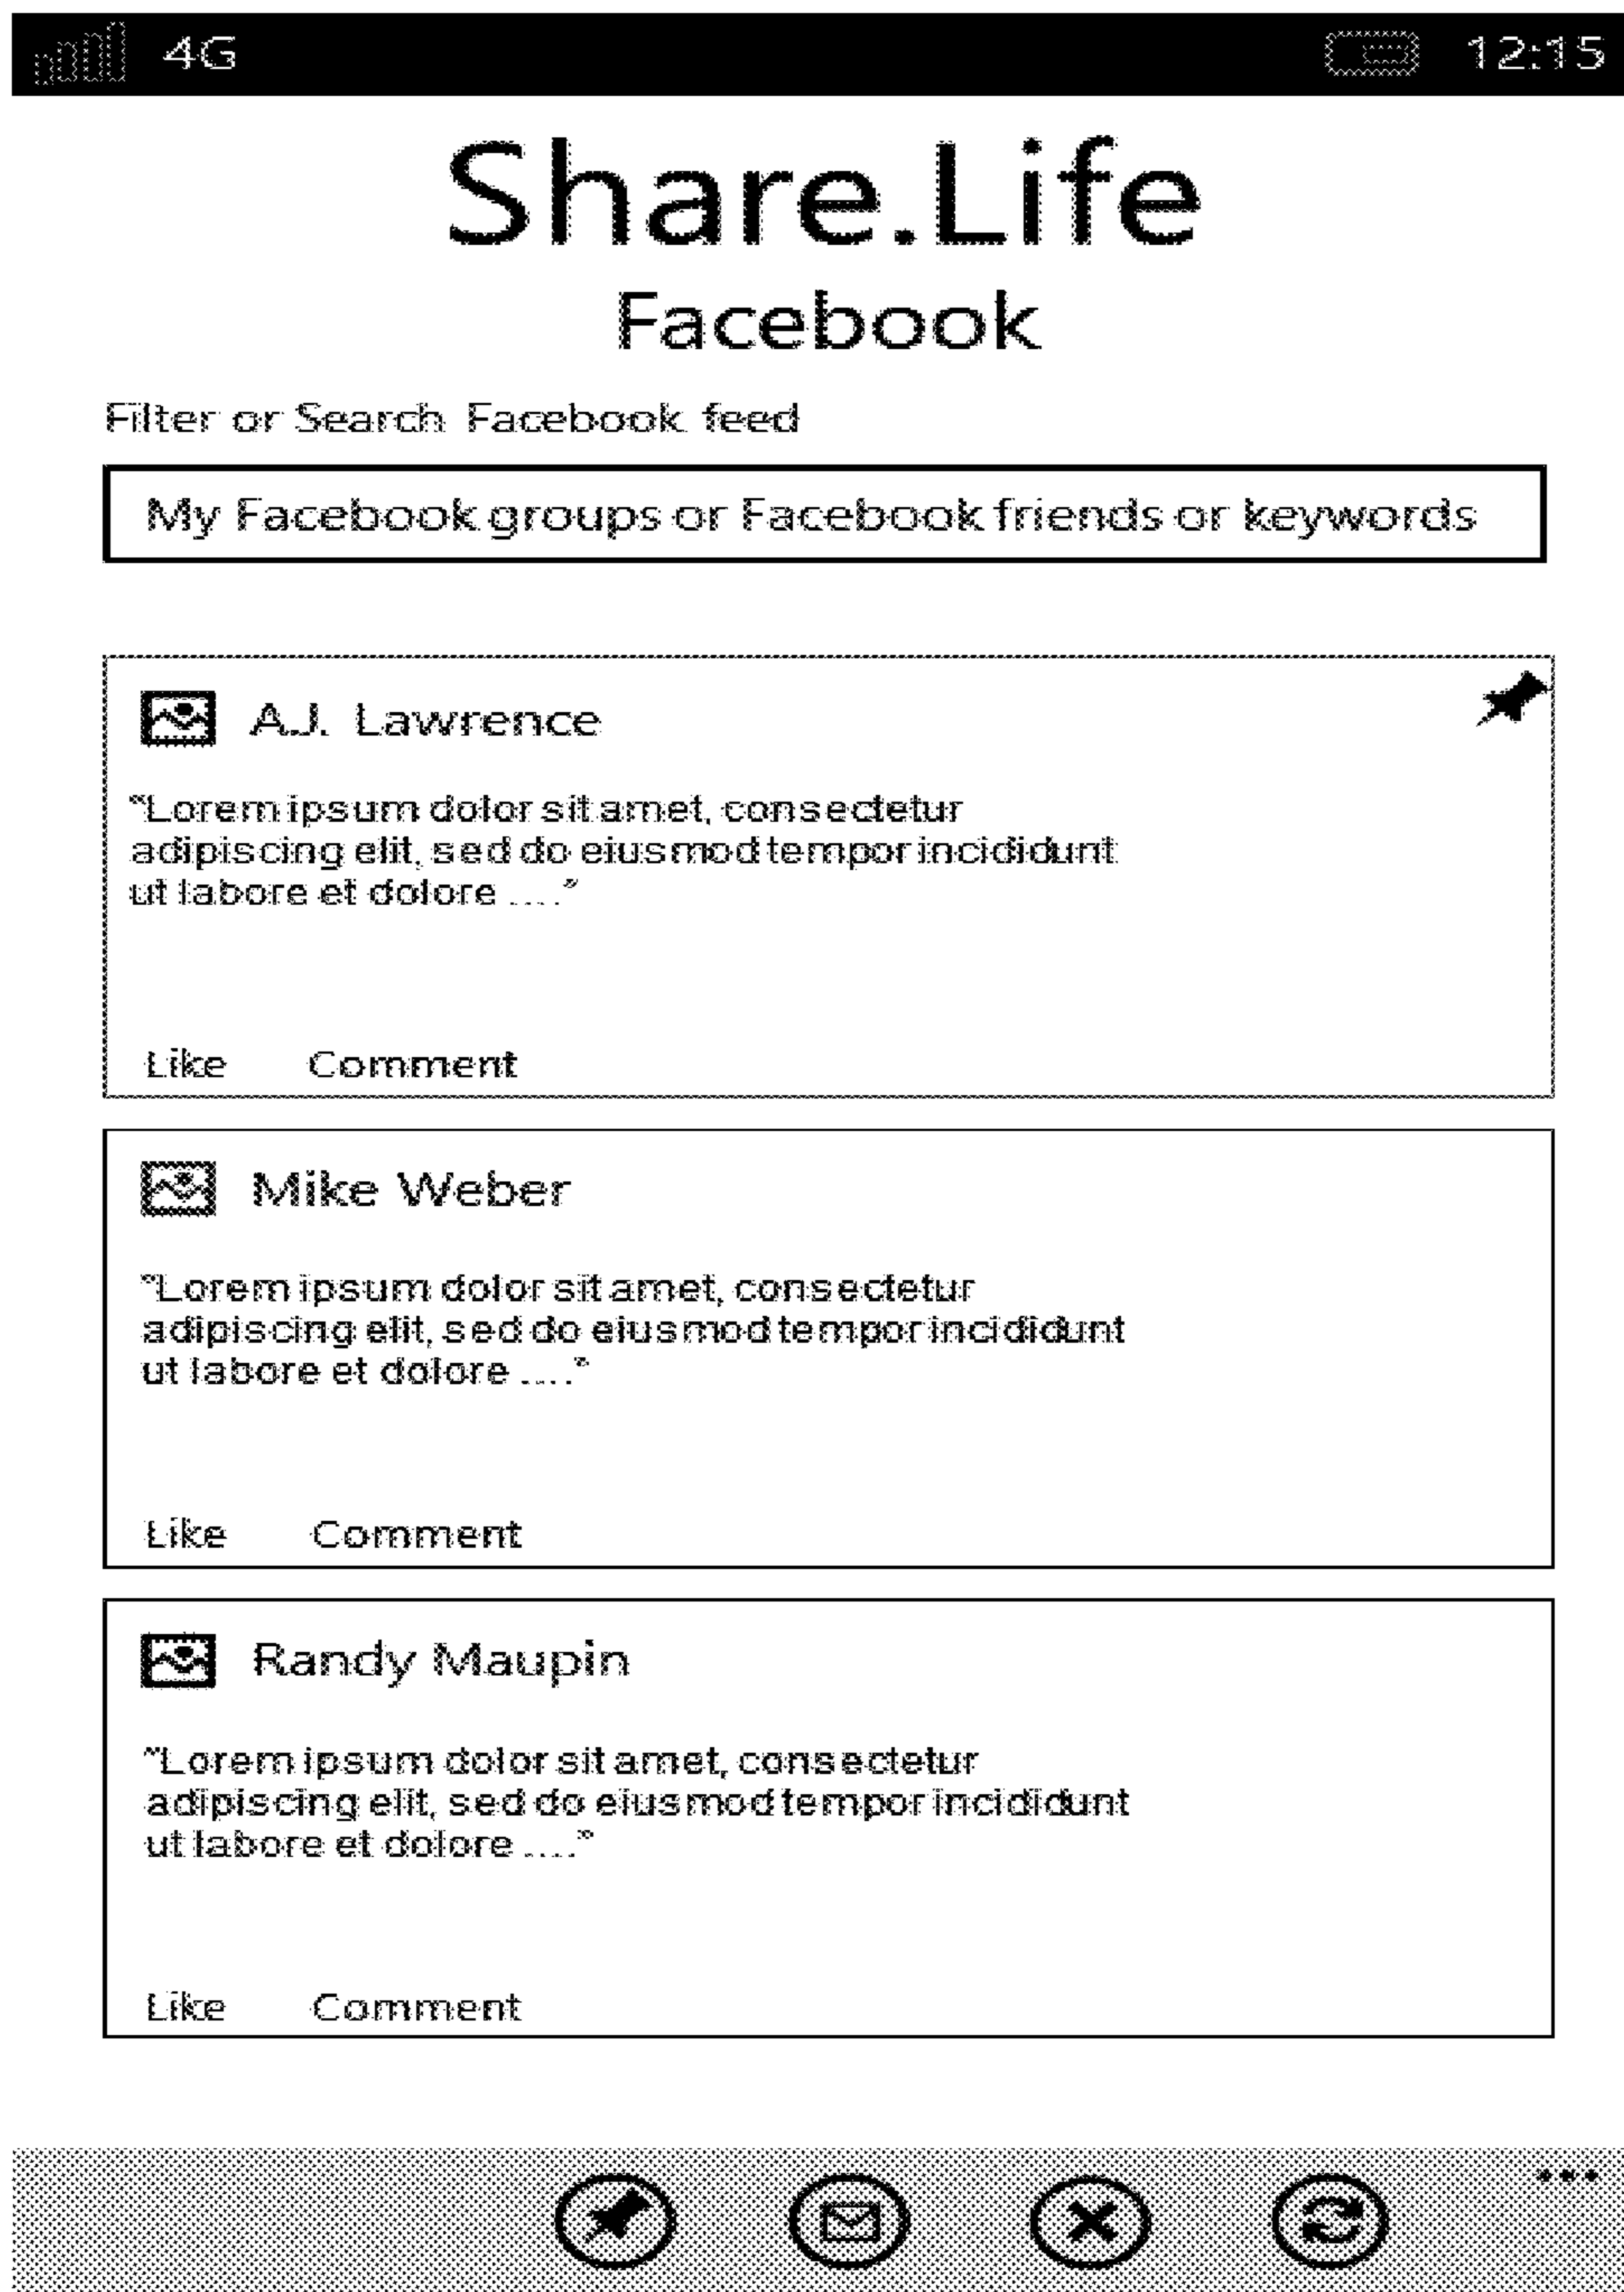 4G 12:15
Share.Life
Facebook
Filter or Search Facebook feed
My Facebook groups or Facebook friends or keywords
A.J. Lawrence
"Lorem ipsum dolor sit amet, consectetur
adipiscing elit, sed do eiusmod tempor incididunt
ut labore et dolore ...."
Like Comment
Mike Weber
"Lorem ipsum dolor sit amet, consectetur
adipiscing elit, sed do eiusmod tempor incididunt
ut labore et dolore ...."
Like Comment
Randy Maupin
"Lorem ipsum dolor sit amet, consectetur
adipiscing elit, sed do eiusmod tempor incididunt
ut labore et dolore ...."
Like Comment